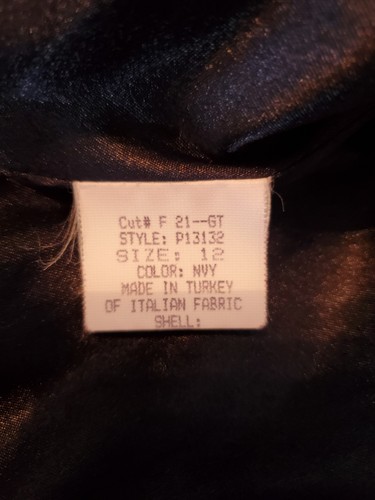 Cut# F 21--GT
STYLE: P13132
SIZE: 12
COLOR: NVY
MADE IN TURKEY
OF ITALIAN FABRIC
SHELL: